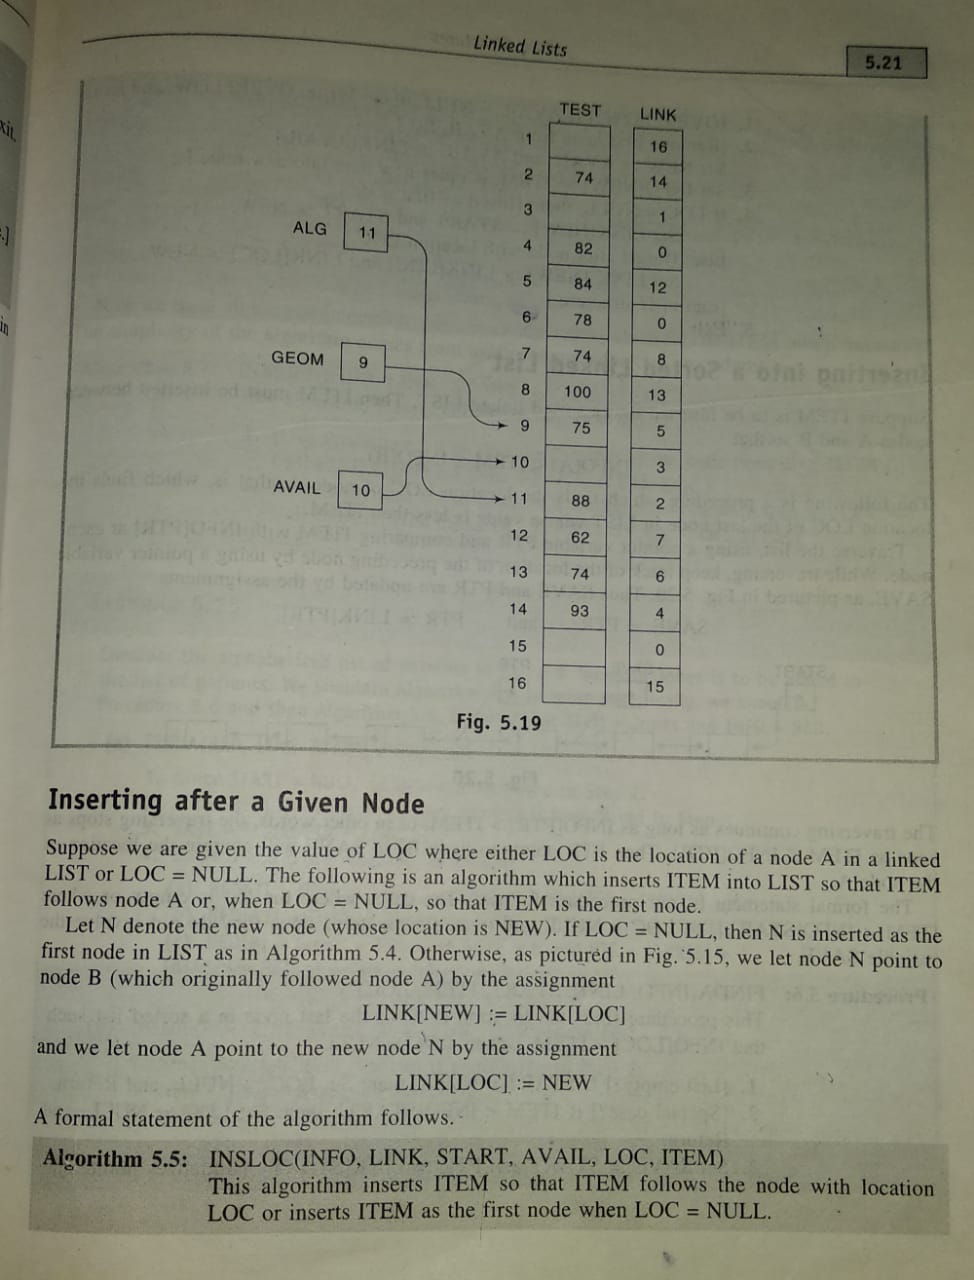 Linked Lists
5.21
TEST LINK
1 16
2 74 14
3 1
ALG 11
4 82 0
5 84 12
6 78 0
GEOM 9
7 74 8
8 100 13
9 75 5
10 3
AVAIL 10
11 88 2
12 62 7
13 74 6
14 93 4
15 0
16 15
Fig. 5.19
Inserting after a Given Node
Suppose we are given the value of LOC where either LOC is the location of a node A in a linked
LIST or LOC = NULL. The following is an algorithm which inserts ITEM into LIST so that ITEM
follows node A or, when LOC = NULL, so that ITEM is the first node.
Let N denote the new node (whose location is NEW). If LOC = NULL, then N is inserted as the
first node in LIST as in Algorithm 5.4. Otherwise, as pictured in Fig. 5.15, we let node N point to
node B (which originally followed node A) by the assignment
LINK[NEW] := LINK[LOC]
and we let node A point to the new node N by the assignment
LINK[LOC] := NEW
A formal statement of the algorithm follows.
Algorithm 5.5: INSLOC(INFO, LINK, START, AVAIL, LOC, ITEM)
This algorithm inserts ITEM so that ITEM follows the node with location
LOC or inserts ITEM as the first node when LOC = NULL.